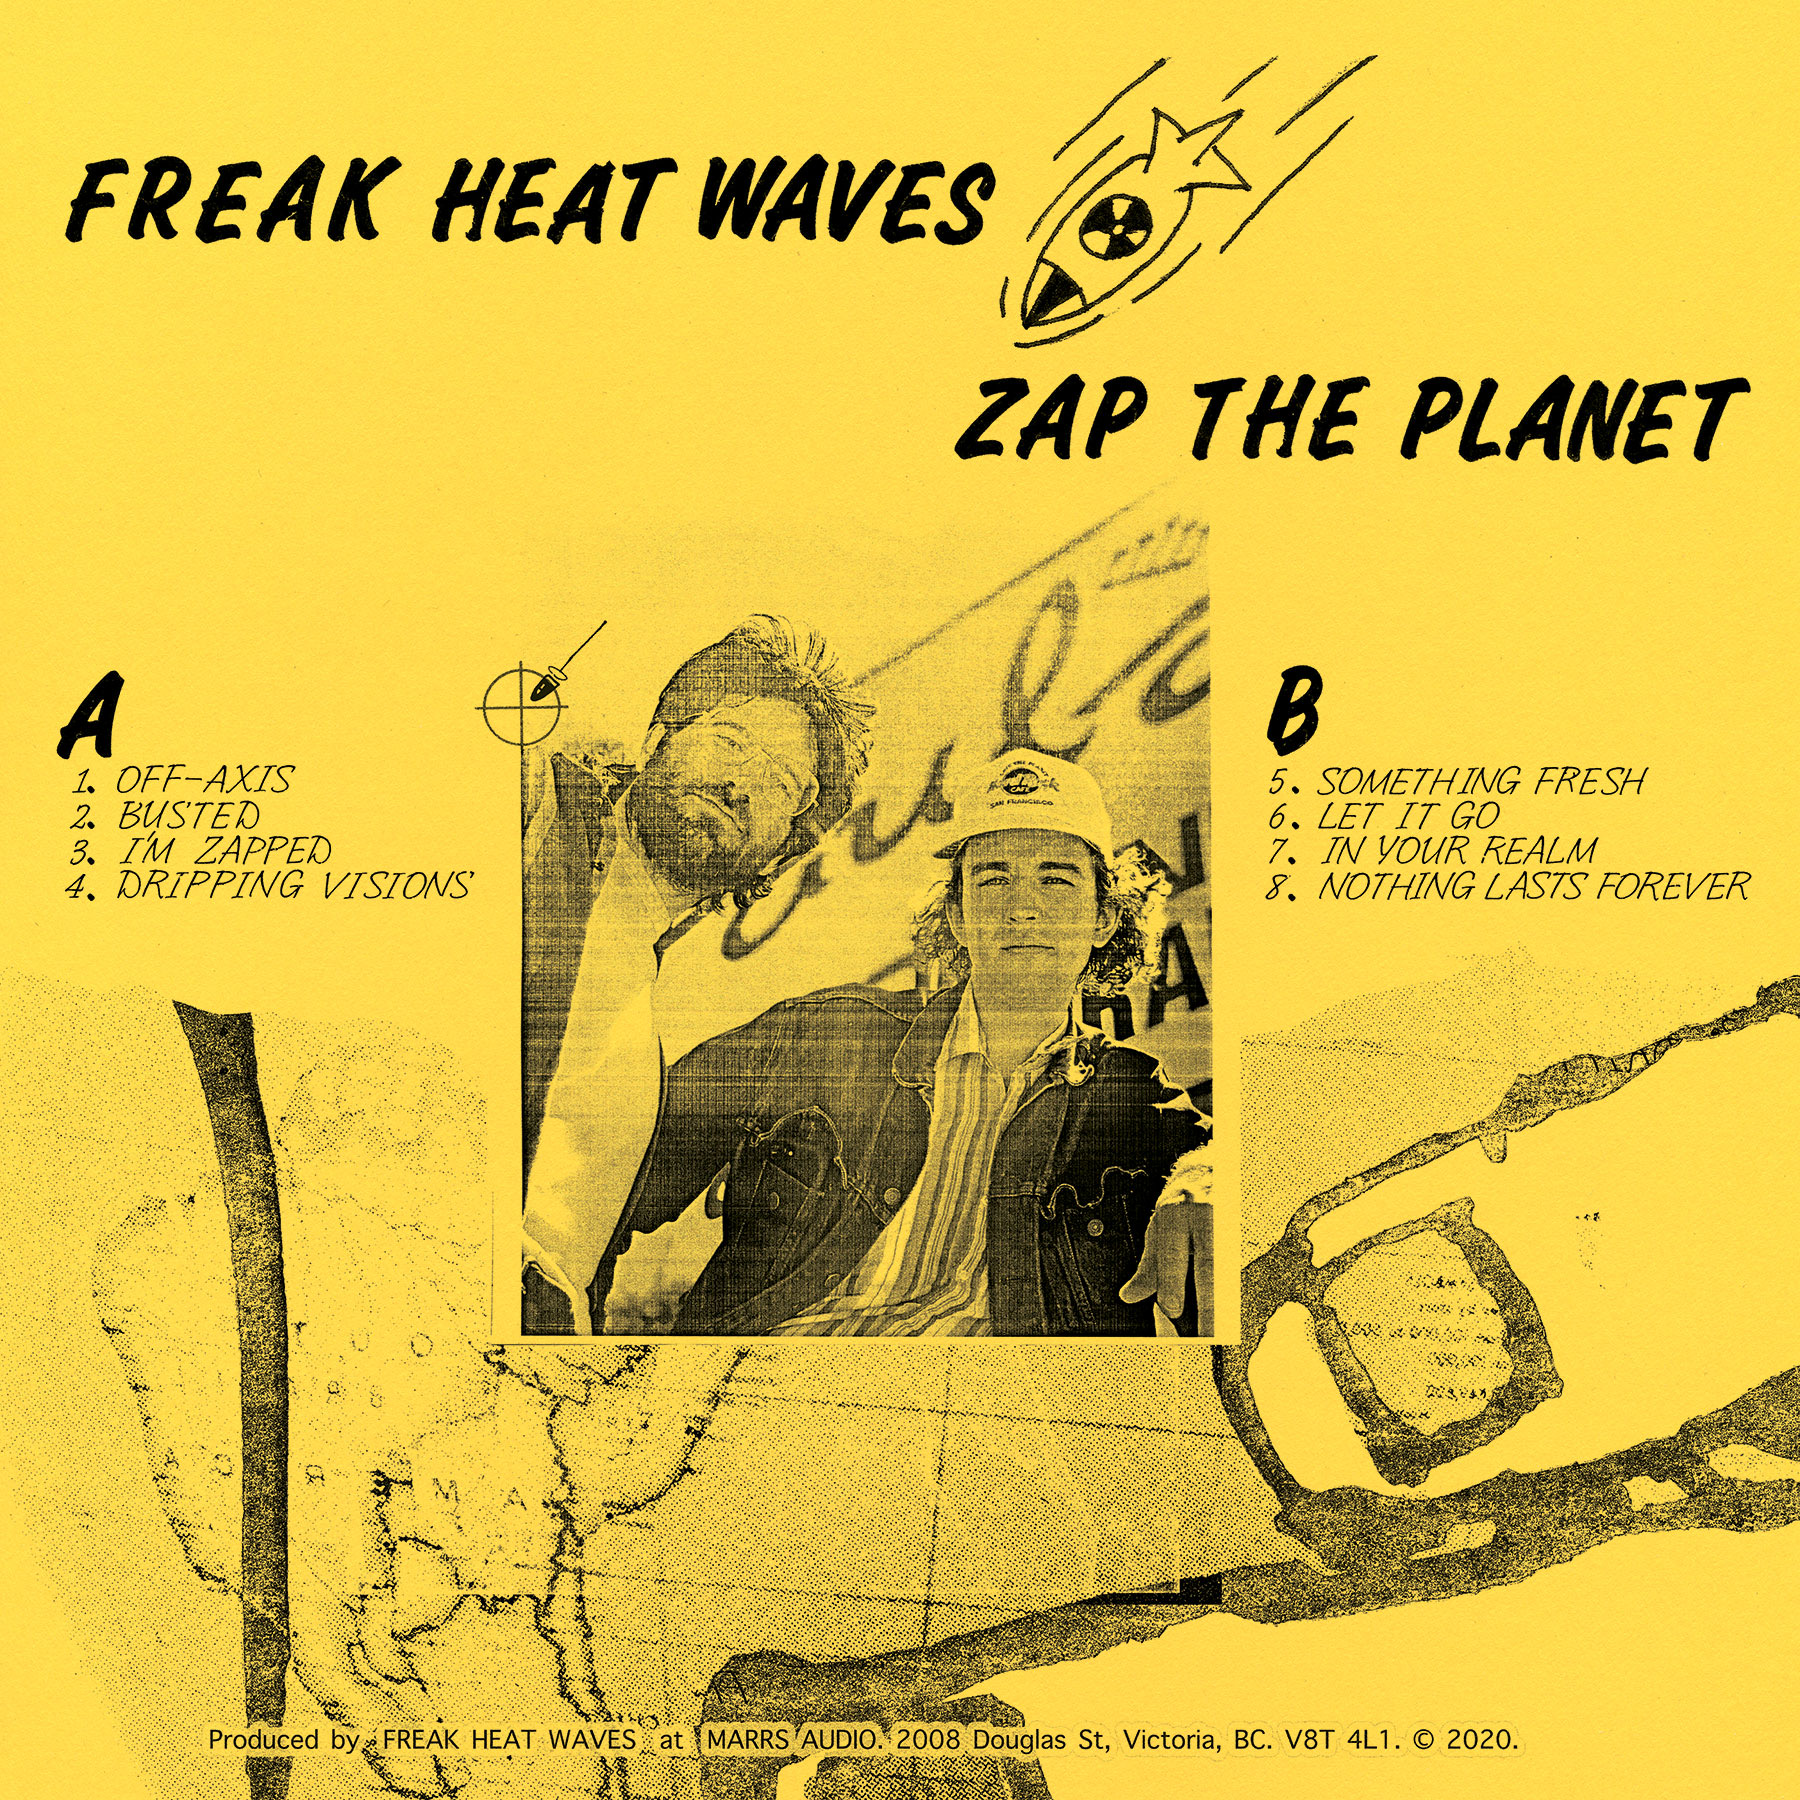 FREAK HEAT WAVES
ZAP THE PLANET
A
1. OFF-AXIS
2. BUSTED
3. I'M ZAPPED
4. DRIPPING VISIONS
B
5. SOMETHING FRESH
6. LET IT GO
7. IN YOUR REALM
8. NOTHING LASTS FOREVER
SAN FRANCISCO
Produced by FREAK HEAT WAVES at MARRS AUDIO. 2008 Douglas St, Victoria, BC. V8T 4L1. © 2020.